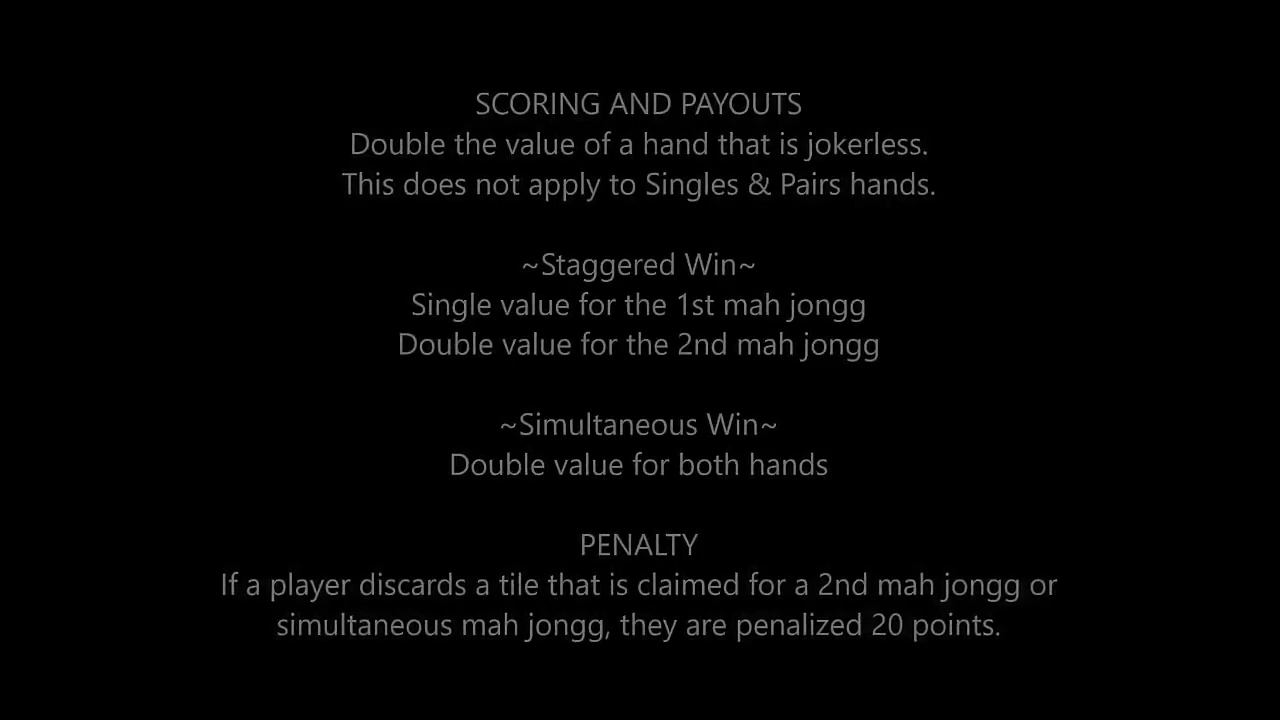 SCORING AND PAYOUTS
Double the value of a hand that is jokerless.
This does not apply to Singles & Pairs hands.
~Staggered Win~
Single value for the 1st mah jongg
Double value for the 2nd mah jongg
~Simultaneous Win~
Double value for both hands
PENALTY
If a player discards a tile that is claimed for a 2nd mah jongg or
simultaneous mah jongg, they are penalized 20 points.